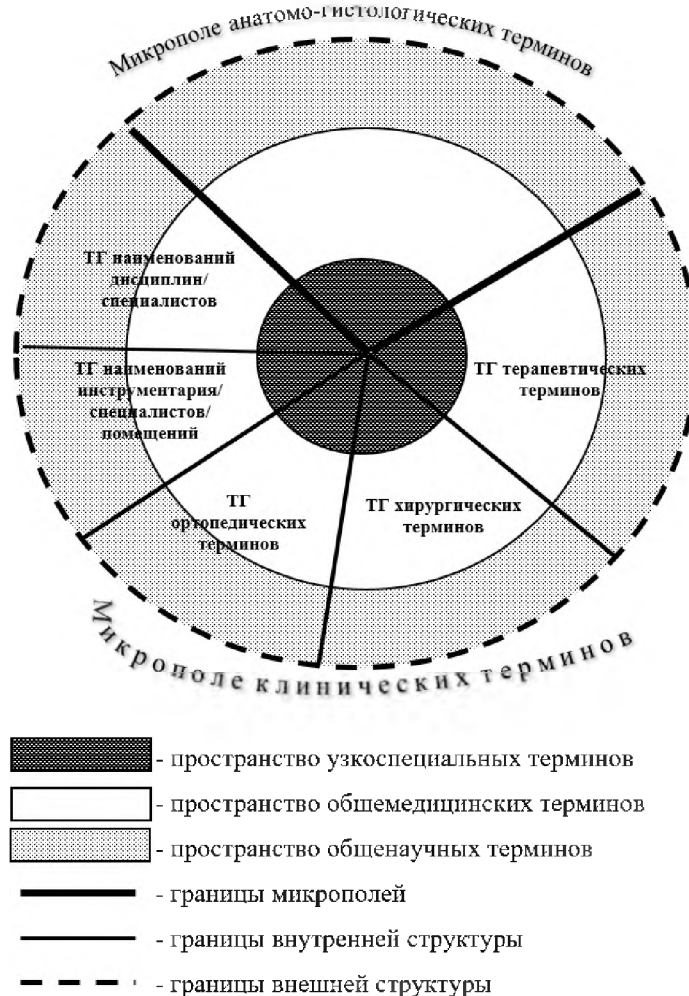 Микрополе анатомо-гистологических терминов
ТГ наименований
дисциплин/
специалистов
ТГ наименований
инструментария/
специалистов/
помещений
ТГ терапевтических
терминов
ТГ
ортопедических
терминов
ТГ хирургических
терминов
Микрополе клинических терминов
- пространство узкоспециальных терминов
- пространство общемедицинских терминов
- пространство общенаучных терминов
- границы микрополей
- границы внутренней структуры
- границы внешней структуры